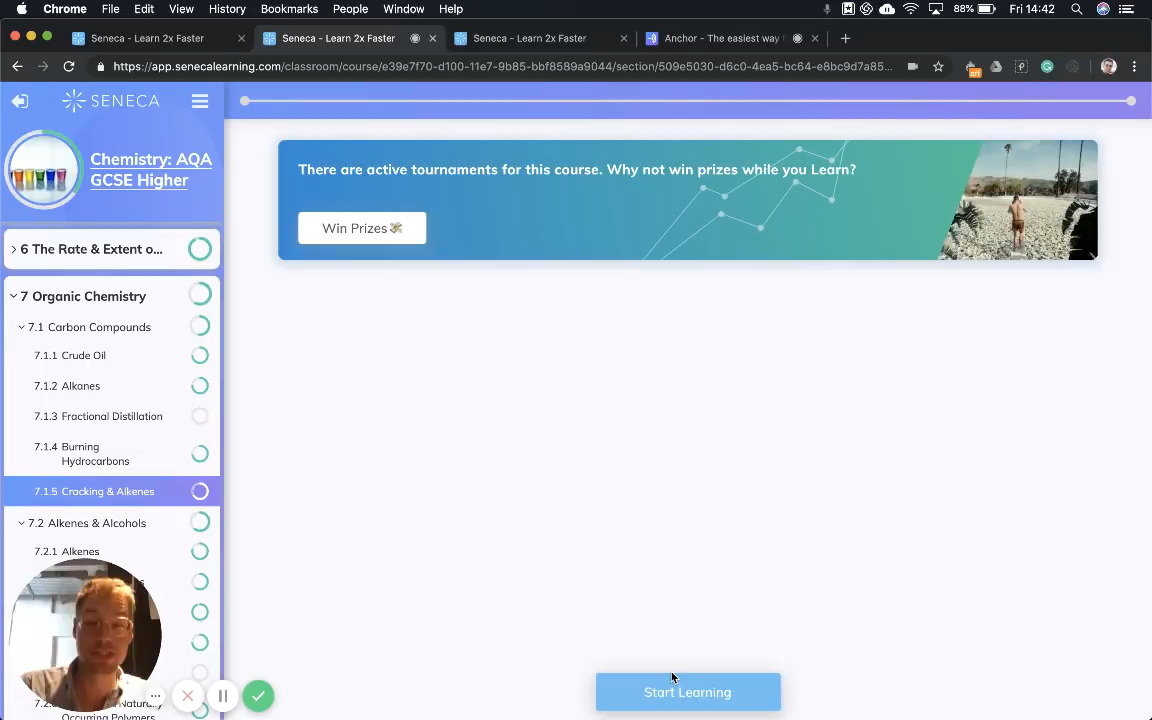 Chrome File Edit View History Bookmarks People Window Help 88% Fri 14:42
Seneca - Learn 2x Faster Seneca - Learn 2x Faster Seneca - Learn 2x Faster Anchor - The easiest way
https://app.senecalearning.com/classroom/course/e39e7f70-d100-11e7-9b85-bbf8589a9044/section/509e5030-d6c0-4ea5-bc64-e8bc9d7a85... off
SENECA
Chemistry: AQA
GCSE Higher
There are active tournaments for this course. Why not win prizes while you Learn?
Win Prizes
6 The Rate & Extent o...
7 Organic Chemistry
7.1 Carbon Compounds
7.1.1 Crude Oil
7.1.2 Alkanes
7.1.3 Fractional Distillation
7.1.4 Burning
Hydrocarbons
7.1.5 Cracking & Alkenes
7.2 Alkenes & Alcohols
7.2.1 Alkenes
Start Learning
Occurring Polymers